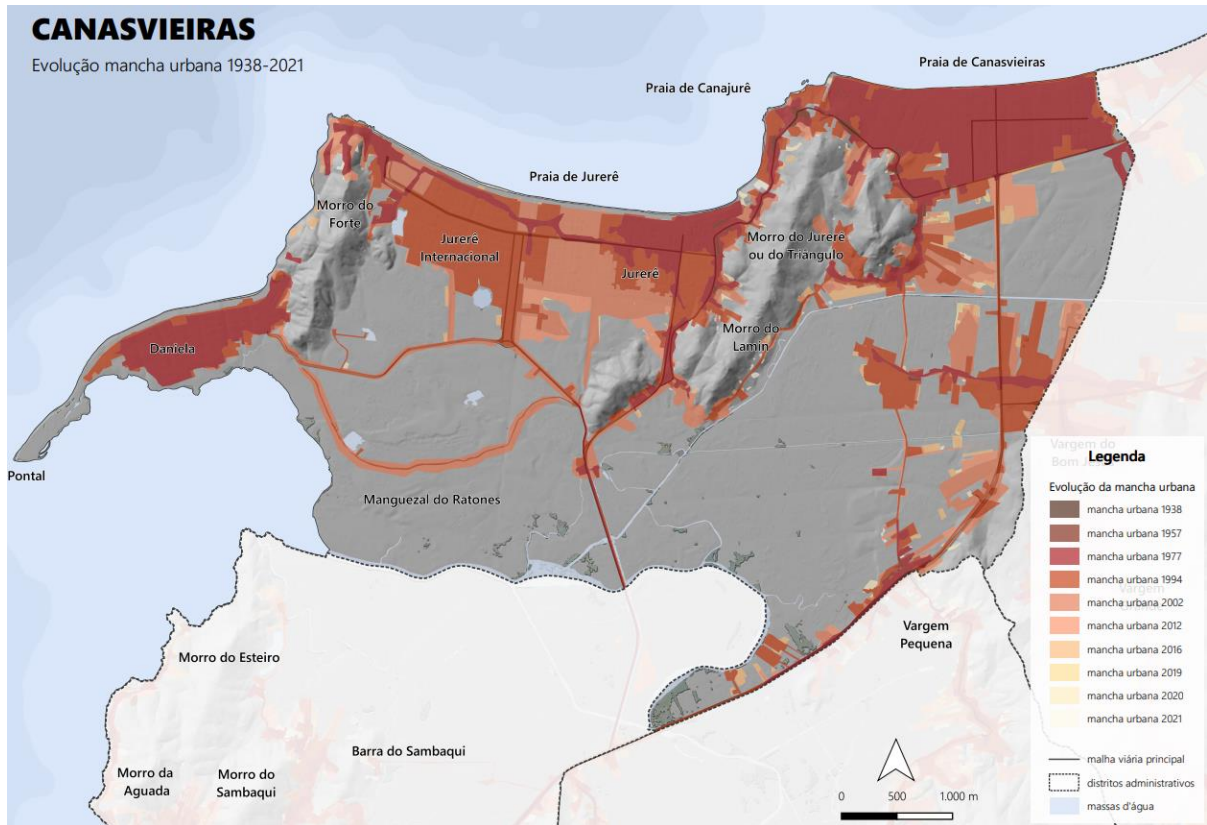 CANASVIEIRAS
Evolução mancha urbana 1938-2021
Praia de Canasvieiras
Praia de Canajurê
Praia de Jurerê
Morro do
Forte
Jurerê
Internacional
Jurerê
Morro do Jurere
ou do Triângulo
Morro do
Lamin
Daniela
Pontal
Manguezal do Ratones
Vargem do
Bom Jesus
Vargem
Vargem
Pequena
Morro do Esteiro
Barra do Sambaqui
Morro da
Aguada
Morro do
Sambaqui
0 500 1.000 m
Legenda
Evolução da mancha urbana
mancha urbana 1938
mancha urbana 1957
mancha urbana 1977
mancha urbana 1994
mancha urbana 2002
mancha urbana 2012
mancha urbana 2016
mancha urbana 2019
mancha urbana 2020
mancha urbana 2021
malha viária principal
distritos administrativos
massas d'água